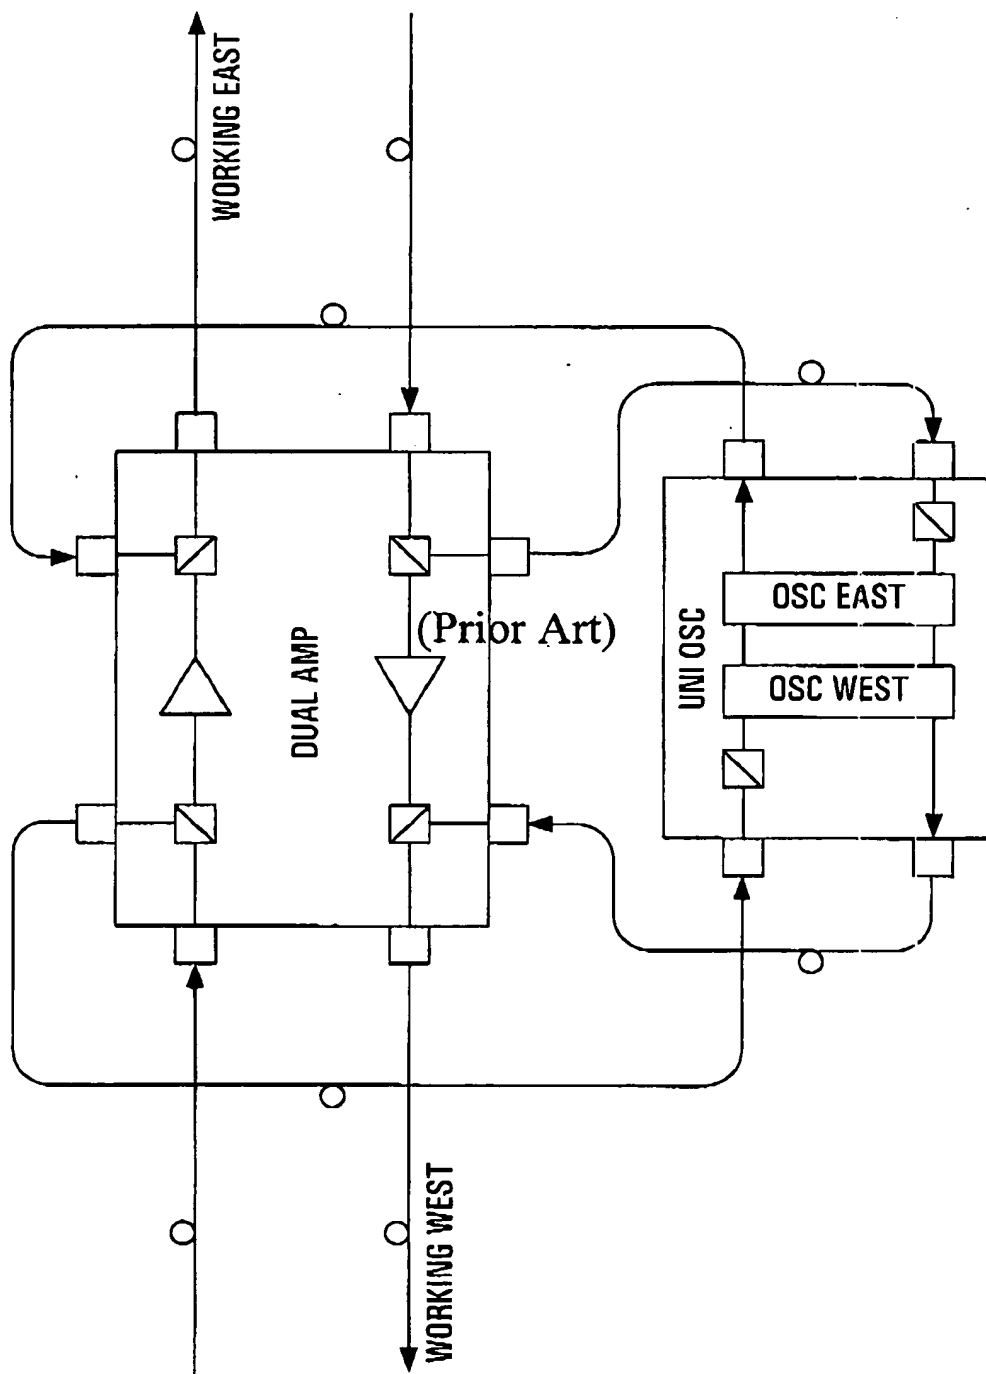 WORKING EAST
(Prior Art)
DUAL AMP
UNI OSC
OSC EAST
OSC WEST
WORKING WEST